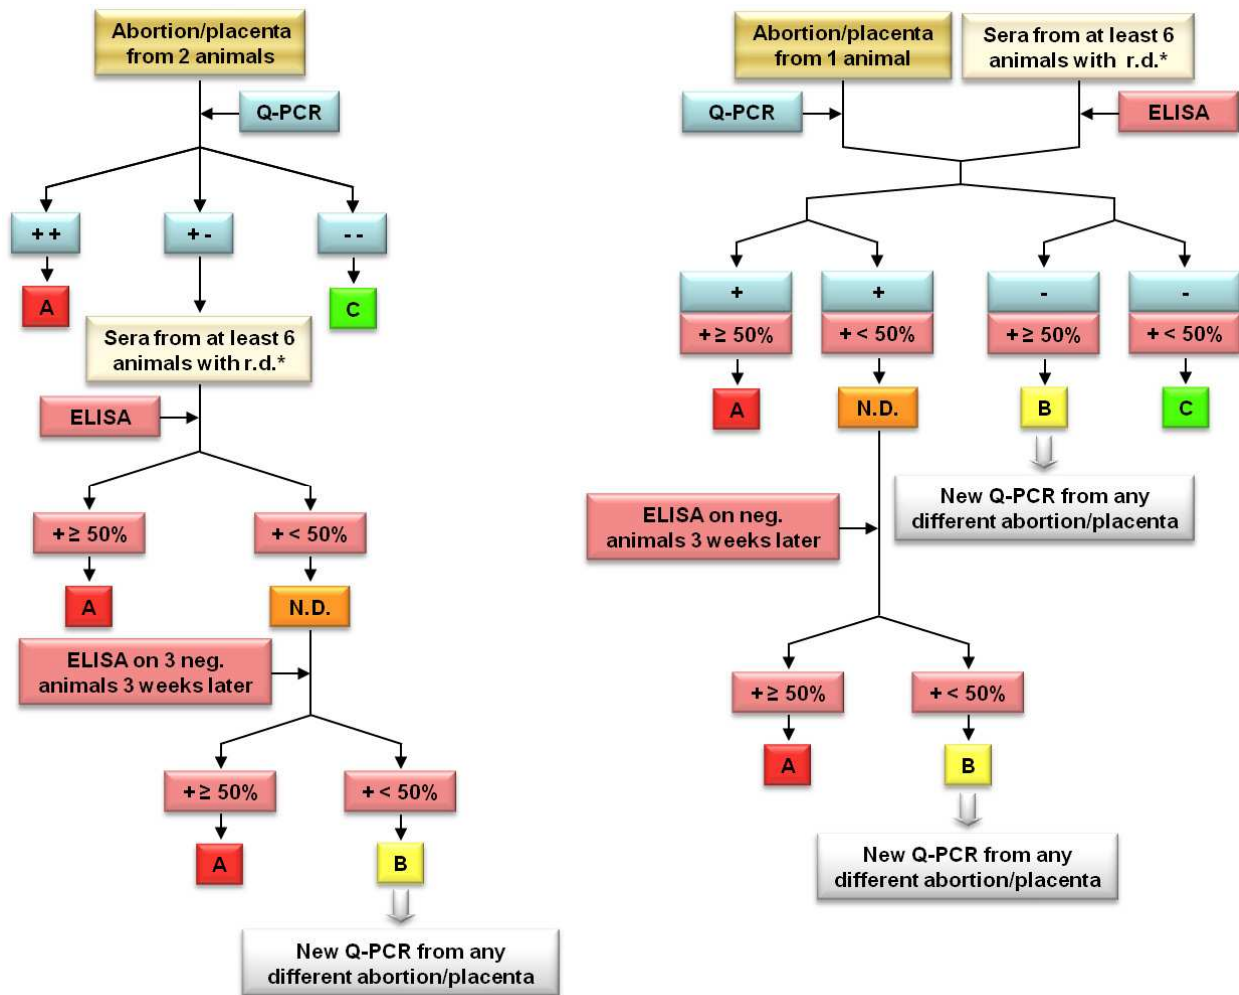 Abortion/placenta
from 2 animals
Q-PCR
+ +
+ -
- -
A
C
Sera from at least 6
animals with r.d.*
ELISA
+ ≥ 50%
+ < 50%
A
N.D.
ELISA on 3 neg.
animals 3 weeks later
+ ≥ 50%
+ < 50%
A
B
New Q-PCR from any
different abortion/placenta
Abortion/placenta
from 1 animal
Sera from at least 6
animals with r.d.*
Q-PCR
ELISA
+
+
-
-
+ ≥ 50%
+ < 50%
+ ≥ 50%
+ < 50%
A
N.D.
B
C
New Q-PCR from any
different abortion/placenta
ELISA on neg.
animals 3 weeks later
+ ≥ 50%
+ < 50%
A
B
New Q-PCR from any
different abortion/placenta